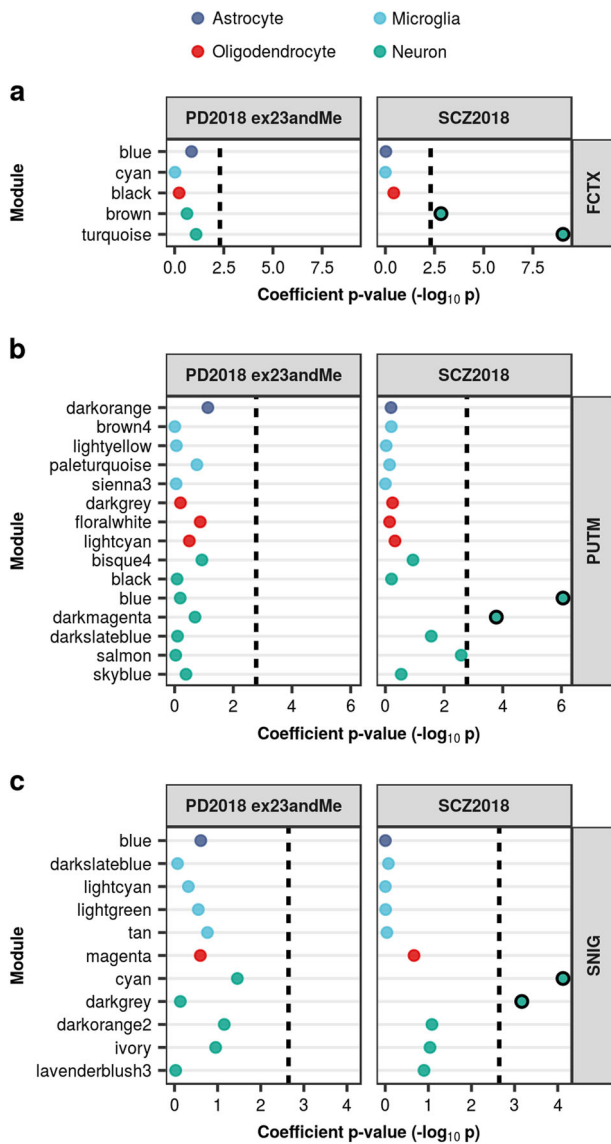 Astrocyte Microglia
Oligodendrocyte Neuron
a
PD2018 ex23andMe SCZ2018
Module
blue
cyan
black
brown
turquoise
FCTX
0.0 2.5 5.0 7.5 0.0 2.5 5.0 7.5
Coefficient p-value (-log10 p)
b
PD2018 ex23andMe SCZ2018
Module
darkorange
brown4
lightyellow
paleturquoise
sienna3
darkgrey
floralwhite
lightcyan
bisque4
black
blue
darkmagenta
darkslateblue
salmon
skyblue
PUTM
0 2 4 6 0 2 4 6
Coefficient p-value (-log10 p)
c
PD2018 ex23andMe SCZ2018
Module
blue
darkslateblue
lightcyan
lightgreen
tan
magenta
cyan
darkgrey
darkorange2
ivory
lavenderblush3
SNIG
0 1 2 3 4 0 1 2 3 4
Coefficient p-value (-log10 p)